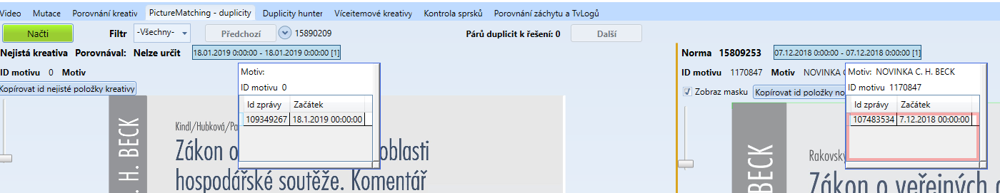 Video Mutace Porovnání kreativ PictureMatching - duplicity Duplicity hunter Víceitemové kreativy Kontrola sprsků Porovnání záchytu a TvLogů
Načti Filtr -Všechny- Předchozí 15890209 Párů duplicit k řešení: 0 Další
Nejistá kreativa Porovnával: Nelze určit 18.01.2019 0:00:00 - 18.01.2019 0:00:00 [1]
ID motivu 0 Motiv
Kopírovat id nejisté položky kreativy
Motiv:
ID motivu 0
Id zprávy Začátek
109349267 18.1.2019 00:00:00
H. BECK
Kindl/Hubková/
Zákon o oblasti
hospodářské soutěže. Komentář
Norma 15809253 07.12.2018 0:00:00 - 07.12.2018 0:00:00 [1]
ID motivu 1170847 Motiv NOVINKA C. H. BECK
Zobraz masku Kopírovat id položky no
Motiv: NOVINKA C. H. BECK
ID motivu 1170847
Id zprávy Začátek
107483534 7.12.2018 00:00:00
BECK
Rakovský
Zákon o veřejných